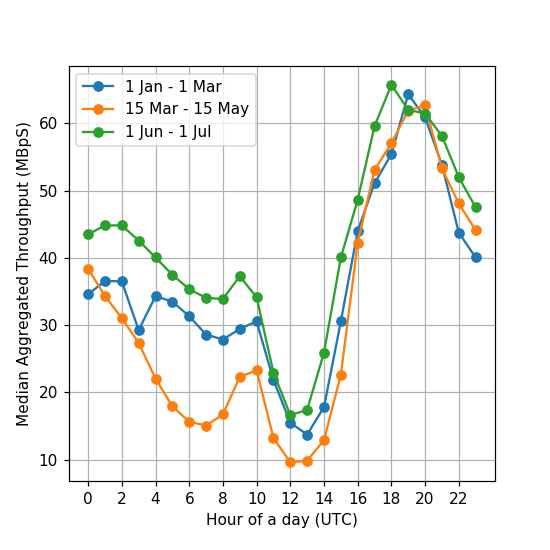 1 Jan - 1 Mar
15 Mar - 15 May
1 Jun - 1 Jul
Median Aggregated Throughput (MBpS)
60
50
40
30
20
10
0 2 4 6 8 10 12 14 16 18 20 22
Hour of a day (UTC)